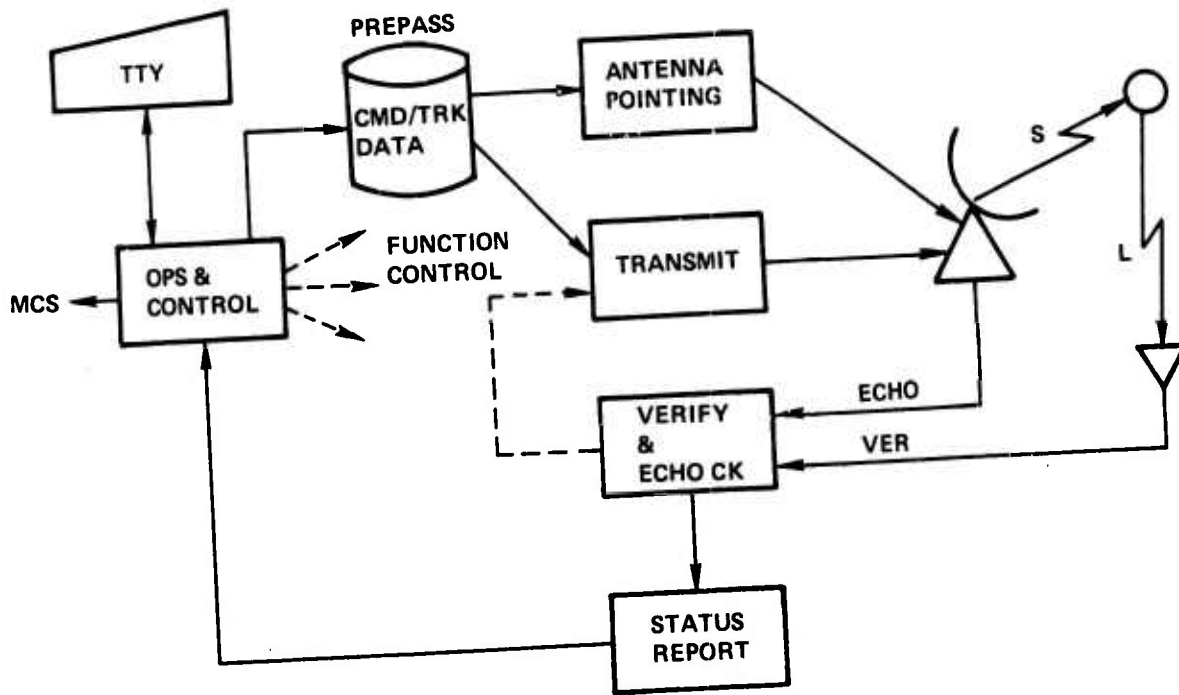 PREPASS
TTY
CMD/TRK
DATA
ANTENNA
POINTING
S
L
FUNCTION
CONTROL
TRANSMIT
OPS &
CONTROL
MCS
ECHO
VERIFY
&
ECHO CK
VER
STATUS
REPORT